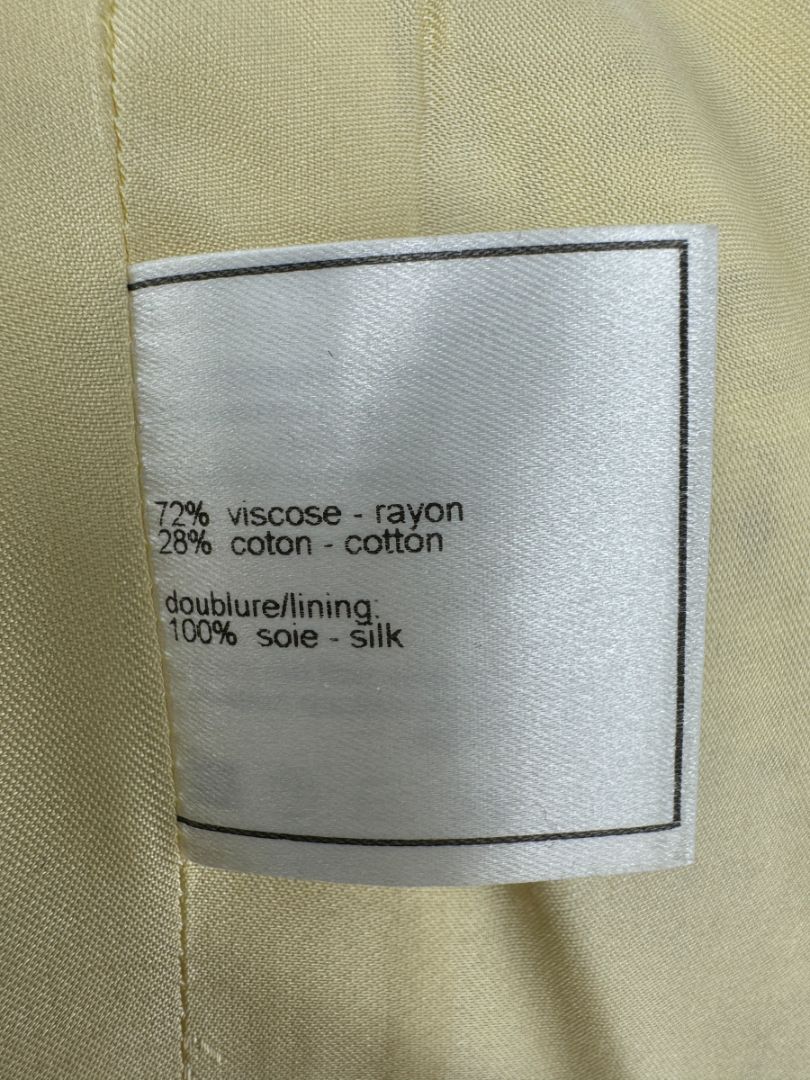 72% viscose - rayon
28% coton - cotton
doublure/lining:
100% soie - silk